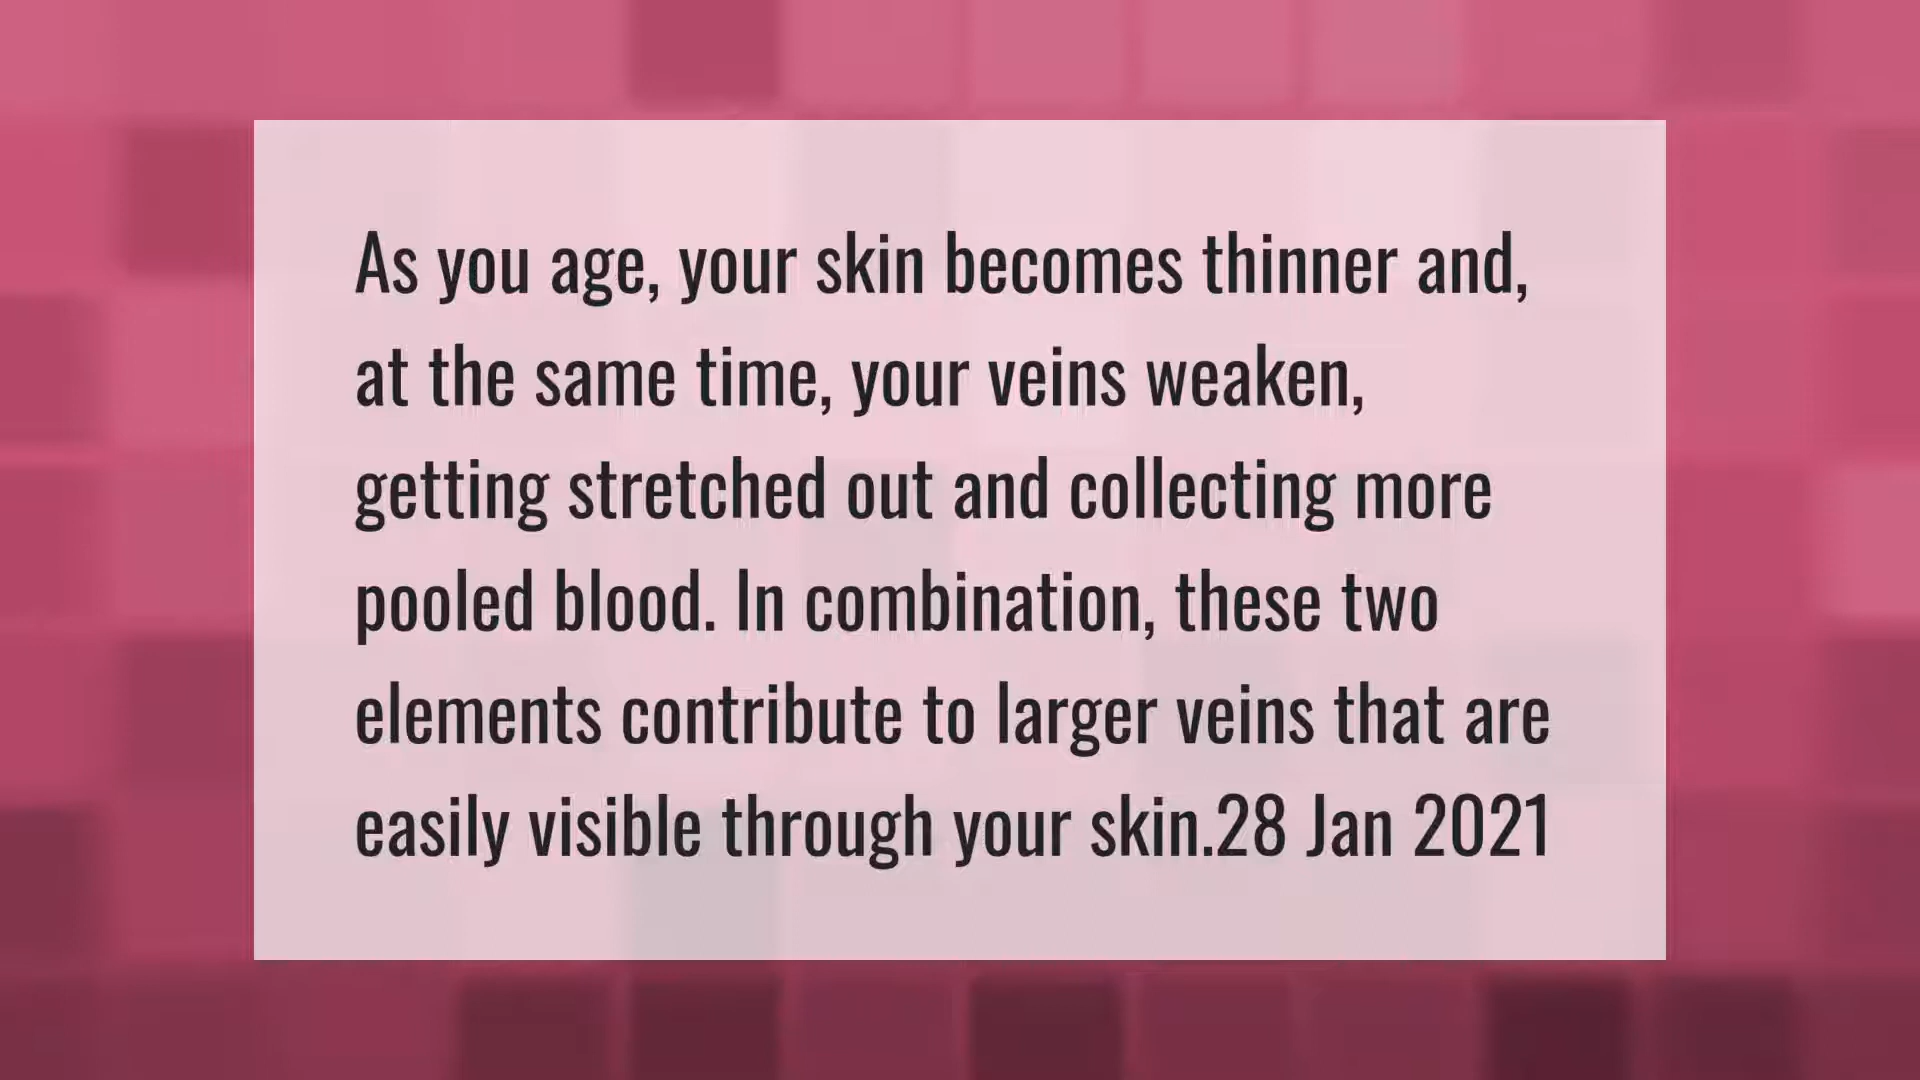 As you age, your skin becomes thinner and,
at the same time, your veins weaken,
getting stretched out and collecting more
pooled blood. In combination, these two
elements contribute to larger veins that are
easily visible through your skin.28 Jan 2021